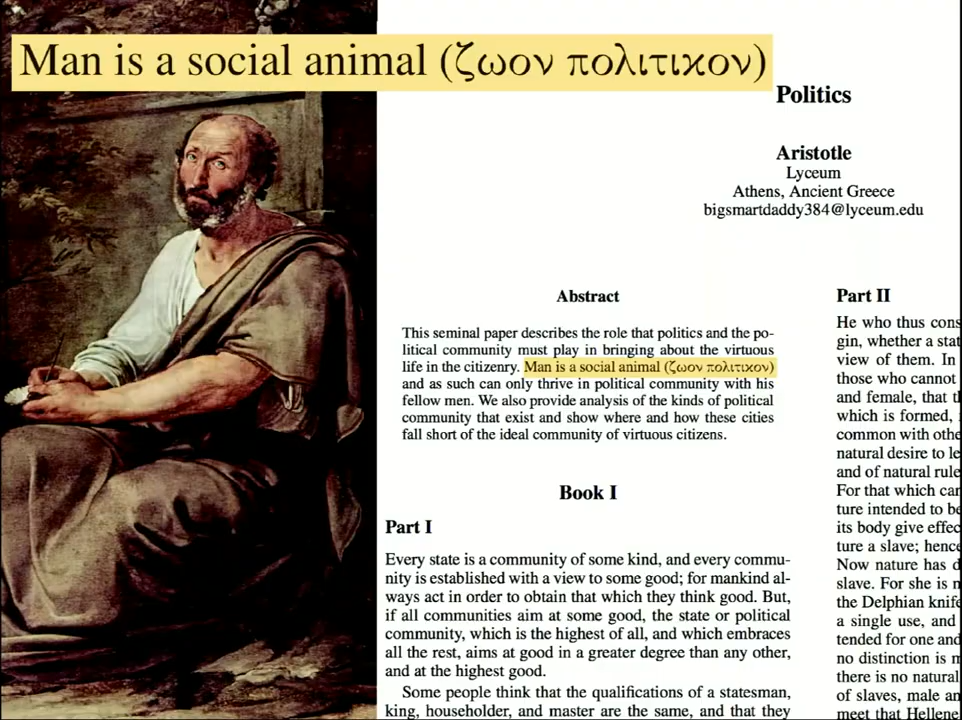 Man is a social animal (ζωον πολιτικον)
Politics
Aristotle
Lyceum
Athens, Ancient Greece
bigsmartdaddy384@lyceum.edu
Abstract
This seminal paper describes the role that politics and the po-
litical community must play in bringing about the virtuous
life in the citizenry. Man is a social animal (ζωον πολιτικον)
and as such can only thrive in political community with his
fellow men. We also provide analysis of the kinds of political
community that exist and show where and how these cities
fall short of the ideal community of virtuous citizens.
Book I
Part I
Every state is a community of some kind, and every commu-
nity is established with a view to some good; for mankind al-
ways act in order to obtain that which they think good. But,
if all communities aim at some good, the state or political
community, which is the highest of all, and which embraces
all the rest, aims at good in a greater degree than any other,
and at the highest good.
Some people think that the qualifications of a statesman,
king, householder, and master are the same, and that they
Part II
He who thus cons
gin, whether a stat
view of them. In
those who cannot
and female, that t
which is formed,
common with othe
natural desire to le
and of natural rule
For that which car
ture intended to be
its body give effec
ture a slave; hence
Now nature has d
slave. For she is n
the Delphian knife
a single use, and
tended for one and
no distinction is m
there is no natural
of slaves, male an
meet that Hellene